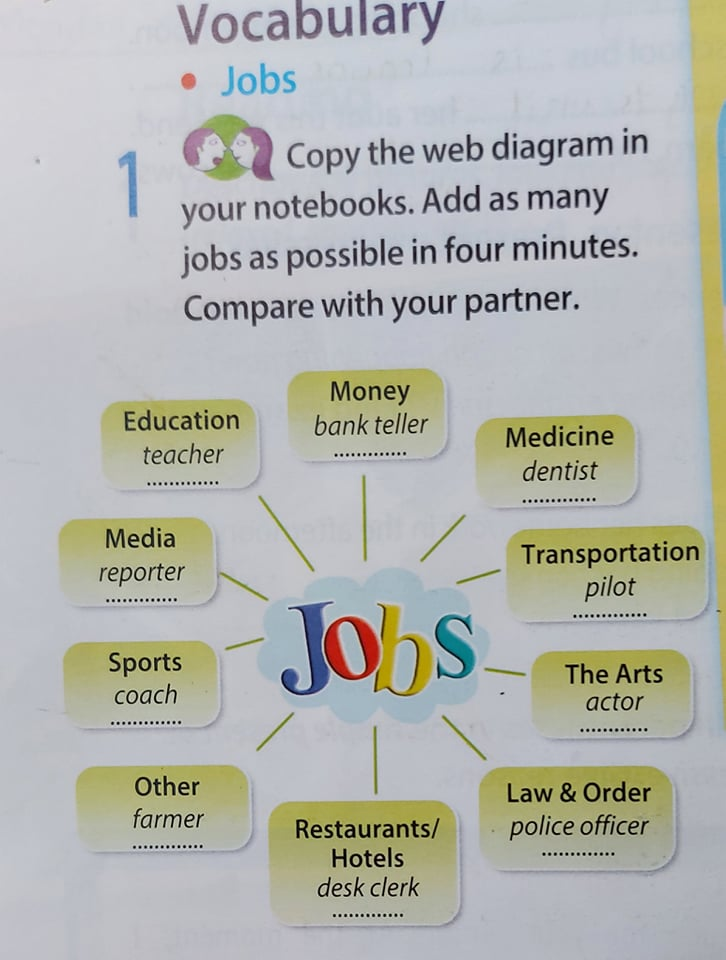 Vocabulary
• Jobs
1 Copy the web diagram in
your notebooks. Add as many
jobs as possible in four minutes.
Compare with your partner.
Money
bank teller
.............
Education
teacher
.............
Medicine
dentist
.............
Media
reporter
.............
Transportation
pilot
.............
Jobs
Sports
coach
.............
The Arts
actor
.............
Other
farmer
.............
Law & Order
police officer
.............
Restaurants/
Hotels
desk clerk
.............